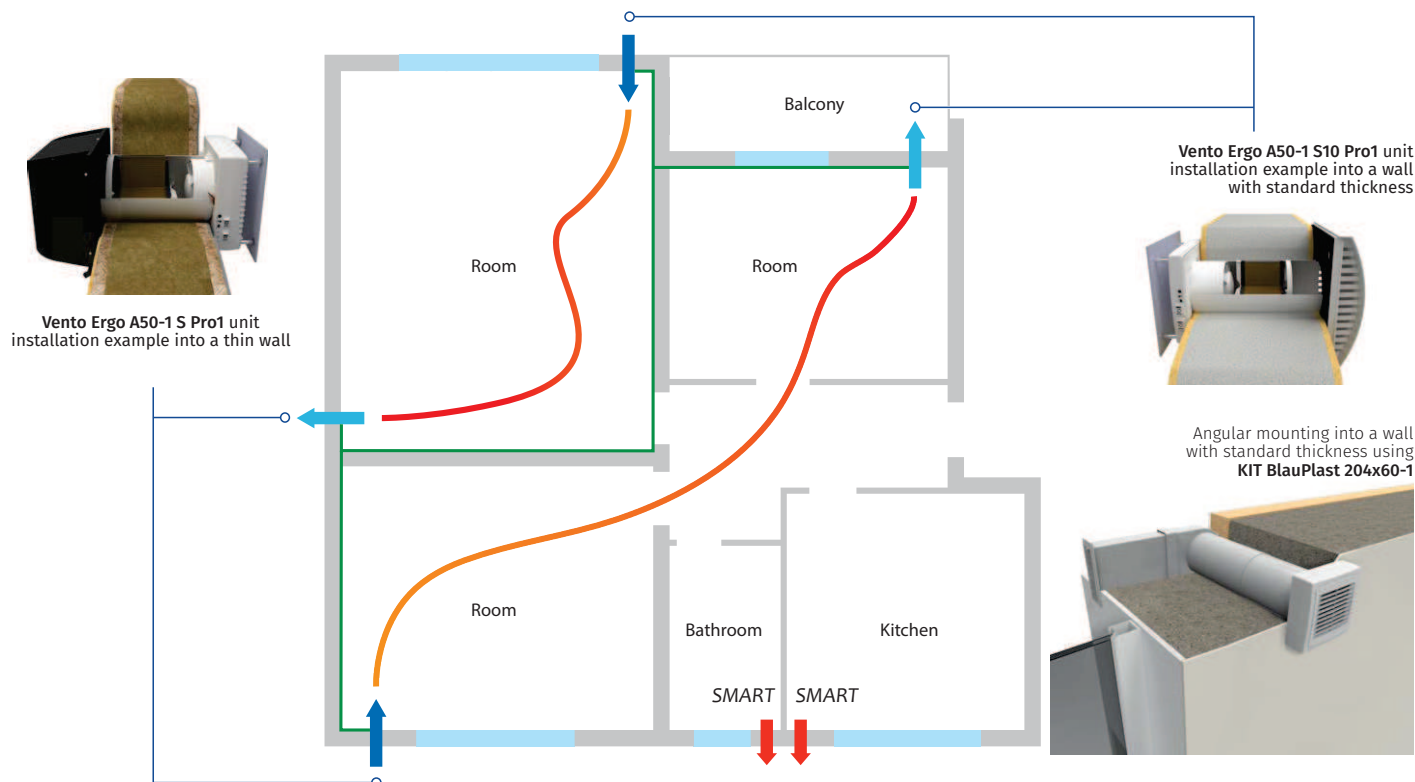 Balcony
Vento Ergo A50-1 S10 Pro1 unit
installation example into a wall
with standard thickness
Room
Room
Vento Ergo A50-1 S Pro1 unit
installation example into a thin wall
Angular mounting into a wall
with standard thickness using
KIT BlauPlast 204x60-1
Room
Bathroom
Kitchen
SMART
SMART